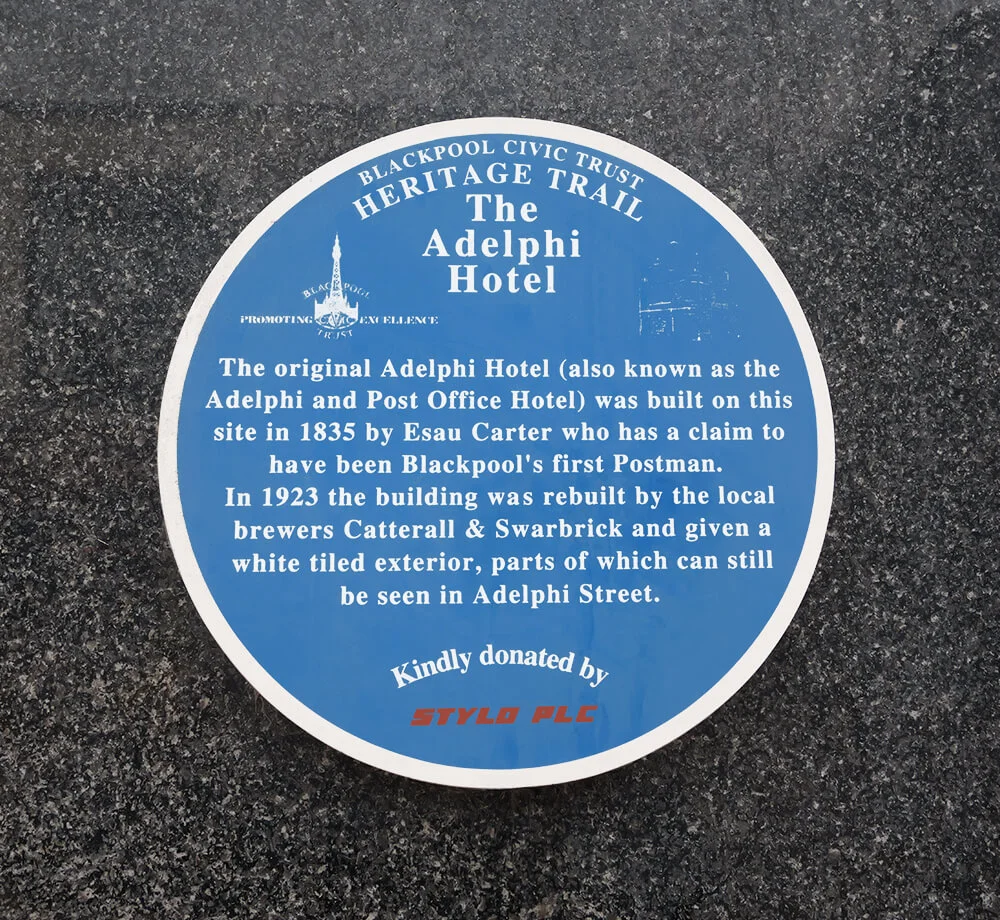 BLACKPOOL CIVIC TRUST
HERITAGE TRAIL
The
Adelphi
Hotel
BLACKPOOL
PROMOTING CIVIC EXCELLENCE
TRUST
The original Adelphi Hotel (also known as the
Adelphi and Post Office Hotel) was built on this
site in 1835 by Esau Carter who has a claim to
have been Blackpool's first Postman.
In 1923 the building was rebuilt by the local
brewers Catterall & Swarbrick and given a
white tiled exterior, parts of which can still
be seen in Adelphi Street.
Kindly donated by
STYLO PLC